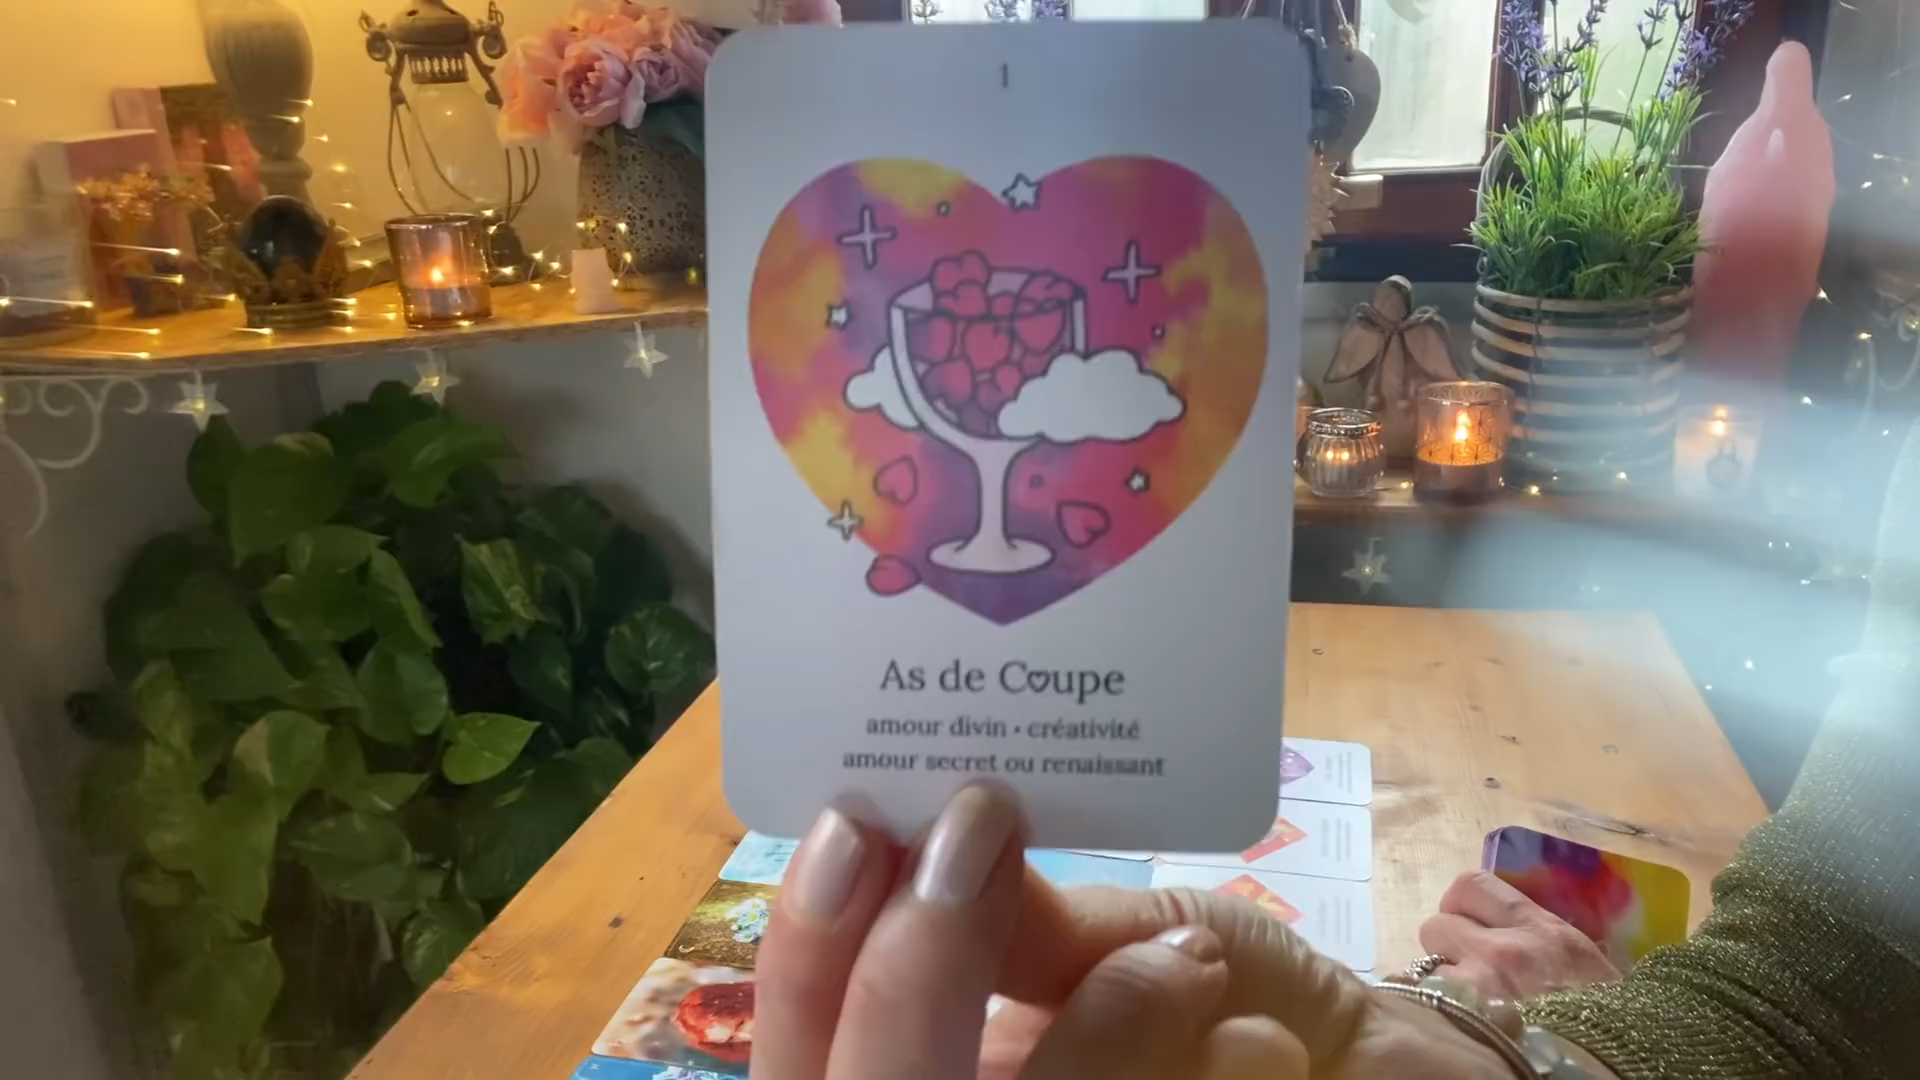 1
As de Coupe
amour divin • créativité
amour secret ou renaissant